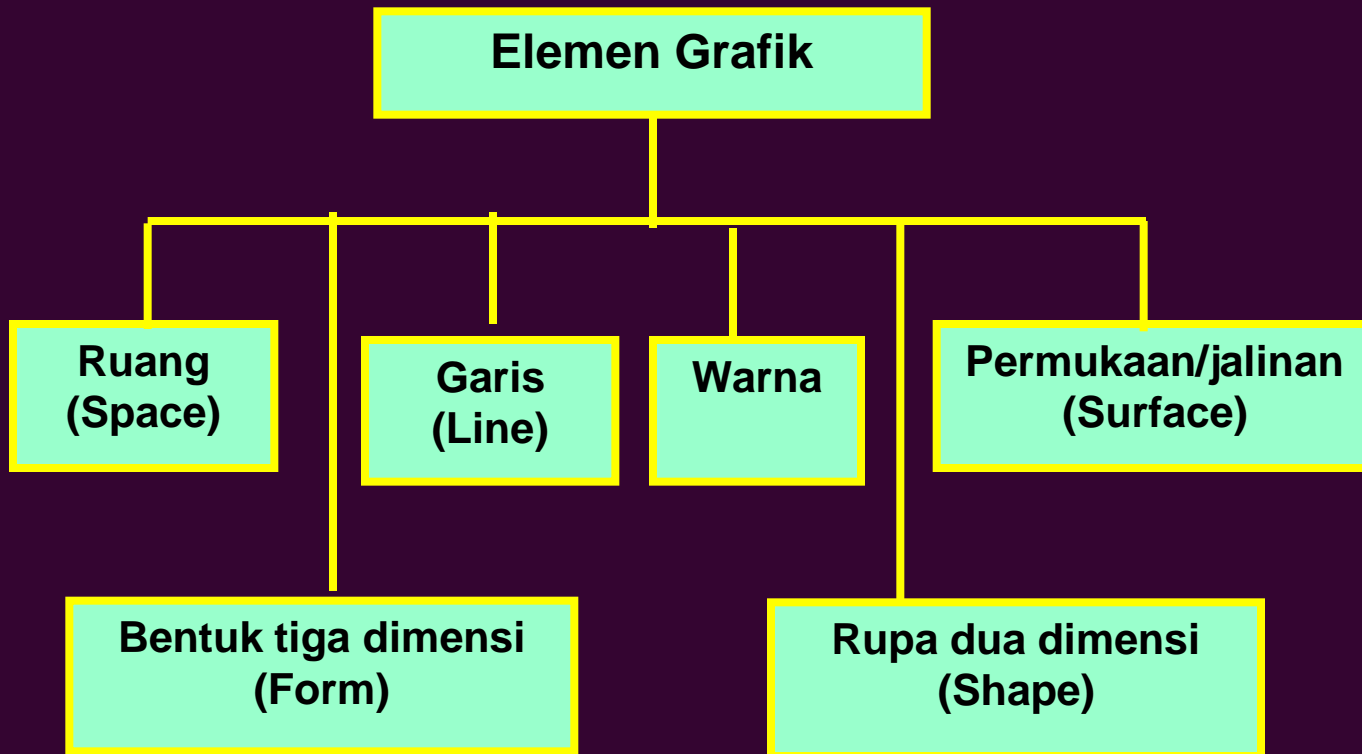 Elemen Grafik
Ruang
(Space)
Garis
(Line)
Warna
Permukaan/jalinan
(Surface)
Bentuk tiga dimensi
(Form)
Rupa dua dimensi
(Shape)